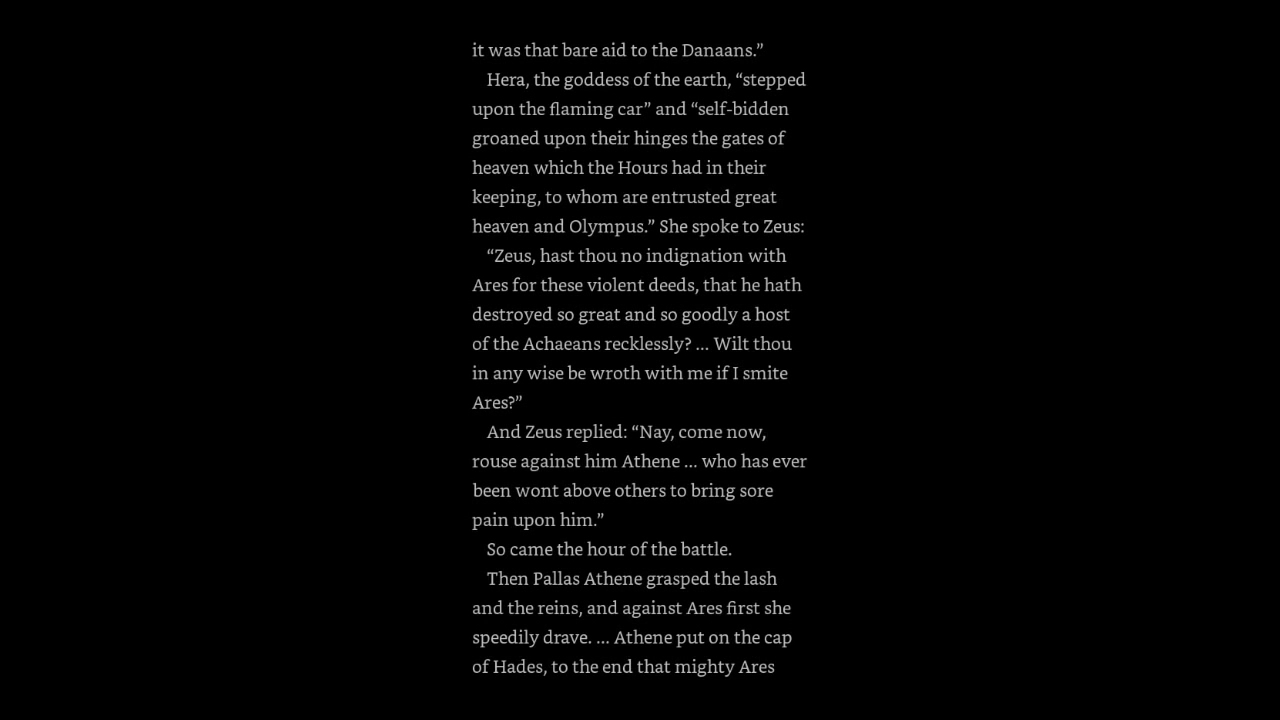 it was that bare aid to the Danaans.”
Hera, the goddess of the earth, “stepped
upon the flaming car” and “self-bidden
groaned upon their hinges the gates of
heaven which the Hours had in their
keeping, to whom are entrusted great
heaven and Olympus.” She spoke to Zeus:
“Zeus, hast thou no indignation with
Ares for these violent deeds, that he hath
destroyed so great and so goodly a host
of the Achaeans recklessly? ... Wilt thou
in any wise be wroth with me if I smite
Ares?”
And Zeus replied: “Nay, come now,
rouse against him Athene ... who has ever
been wont above others to bring sore
pain upon him.”
So came the hour of the battle.
Then Pallas Athene grasped the lash
and the reins, and against Ares first she
speedily drave. ... Athene put on the cap
of Hades, to the end that mighty Ares